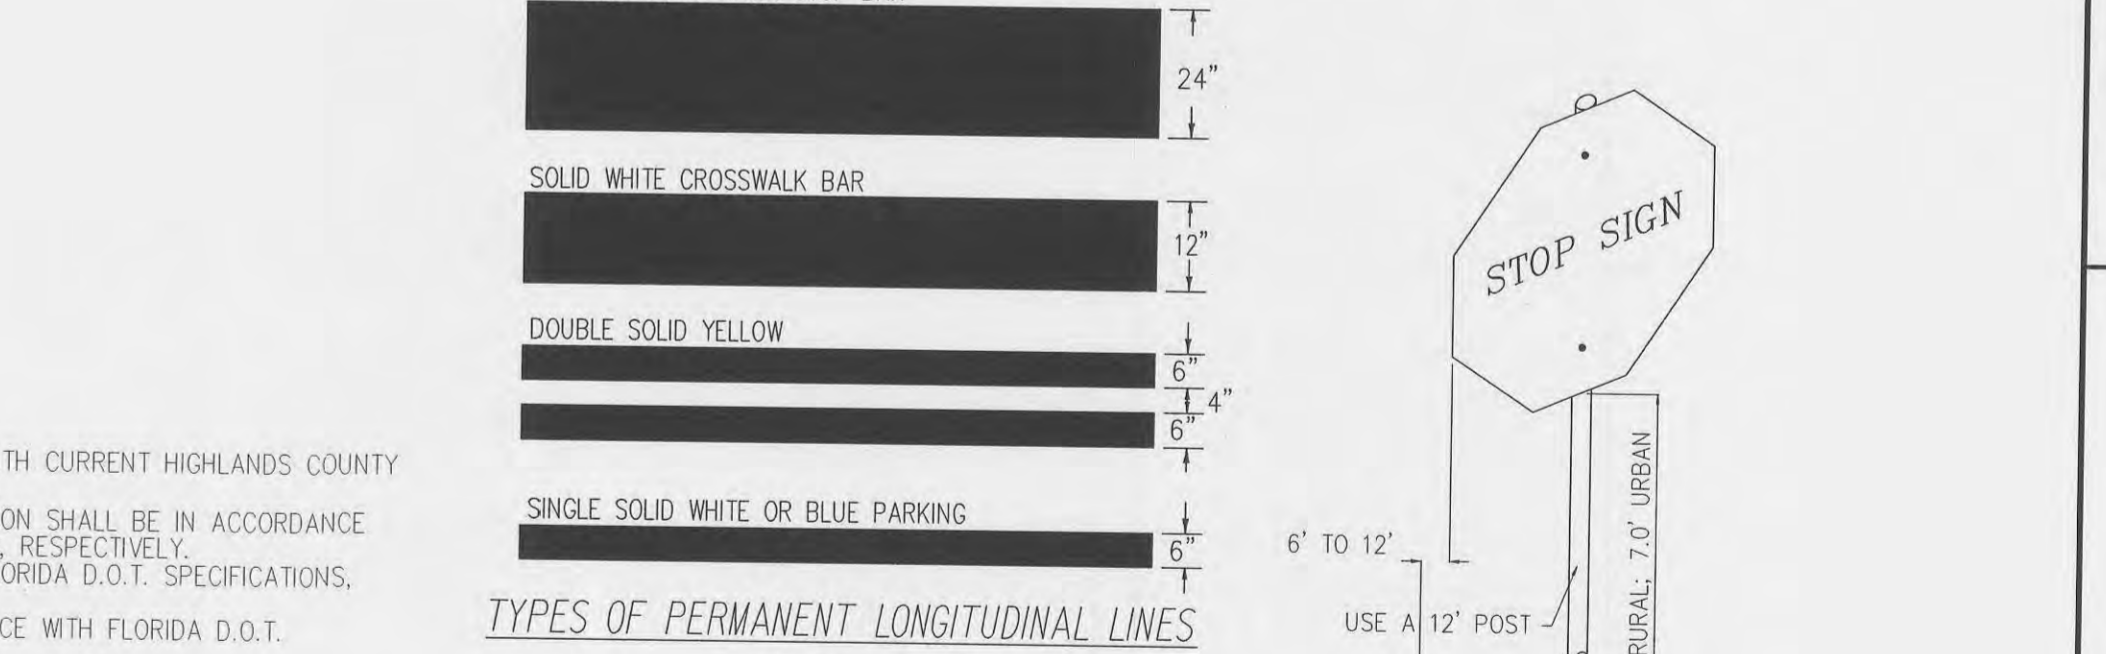 24"
SOLID WHITE CROSSWALK BAR
12"
DOUBLE SOLID YELLOW
6"
4"
6"
SINGLE SOLID WHITE OR BLUE PARKING
6"
TYPES OF PERMANENT LONGITUDINAL LINES
TH CURRENT HIGHLANDS COUNTY
ON SHALL BE IN ACCORDANCE
, RESPECTIVELY.
ORIDA D.O.T. SPECIFICATIONS,
CE WITH FLORIDA D.O.T.
STOP SIGN
6' TO 12'
USE A 12' POST
RURAL; 7.0' URBAN